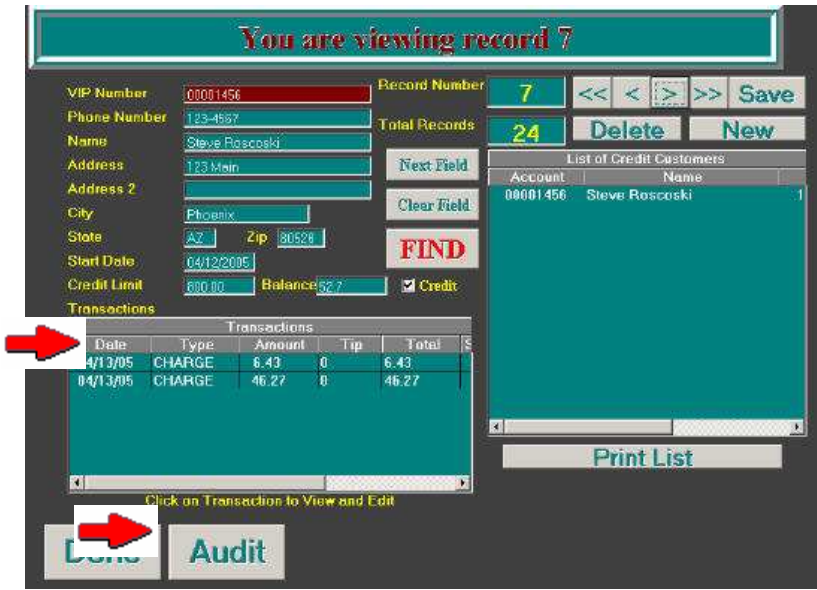 You are viewing record 7
VIP Number 00001456
Phone Number 123-4567
Name Steve Roscoski
Address 123 Main
Address 2
City Phoenix
State AZ Zip 80528
Start Date 04/12/2005
Credit Limit 800.00 Balance 52.7 Credit
Transactions
Record Number 7 << < > >> Save
Total Records 24 Delete New
Next Field
Clear Field
FIND
List of Credit Customers
Account Name
00001456 Steve Roscoski 1
Transactions
Date Type Amount Tip Total S
4/13/05 CHARGE 6.43 0 6.43
04/13/05 CHARGE 46.27 0 46.27
Print List
Click on Transaction to View and Edit
Audit